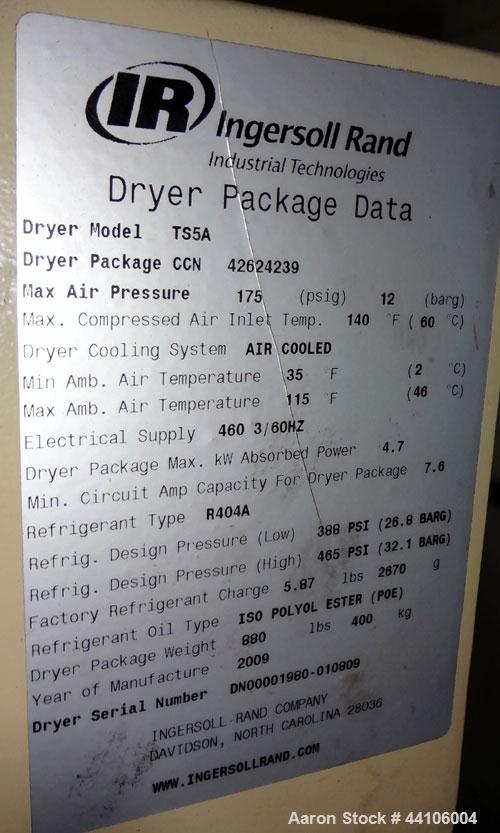 IR Ingersoll Rand
Industrial Technologies
Dryer Package Data
Dryer Model TS5A
Dryer Package CCN 42624239
Max Air Pressure 175 (psig) 12 (barg)
Max. Compressed Air Inlet Temp. 140 °F ( 60 °C)
Dryer Cooling System AIR COOLED
Min Amb. Air Temperature 35 °F (2 °C)
Max Amb. Air Temperature 115 °F (46 °C)
Electrical Supply 460 3/60HZ
Dryer Package Max. kW Absorbed Power 4.7
Min. Circuit Amp Capacity For Dryer Package 7.6
Refrigerant Type R404A
Refrig. Design Pressure (Low) 388 PSI (26.8 BARG)
Refrig. Design Pressure (High) 465 PSI (32.1 BARG)
Factory Refrigerant Charge 5.87 lbs 2670 g
Refrigerant Oil Type ISO POLYOL ESTER (POE)
Dryer Package Weight 880 lbs 400 kg
Year of Manufacture 2009
Dryer Serial Number DN00001980-010809
INGERSOLL-RAND COMPANY
DAVIDSON, NORTH CAROLINA 28036
WWW.INGERSOLLRAND.COM
Aaron Stock # 44106004